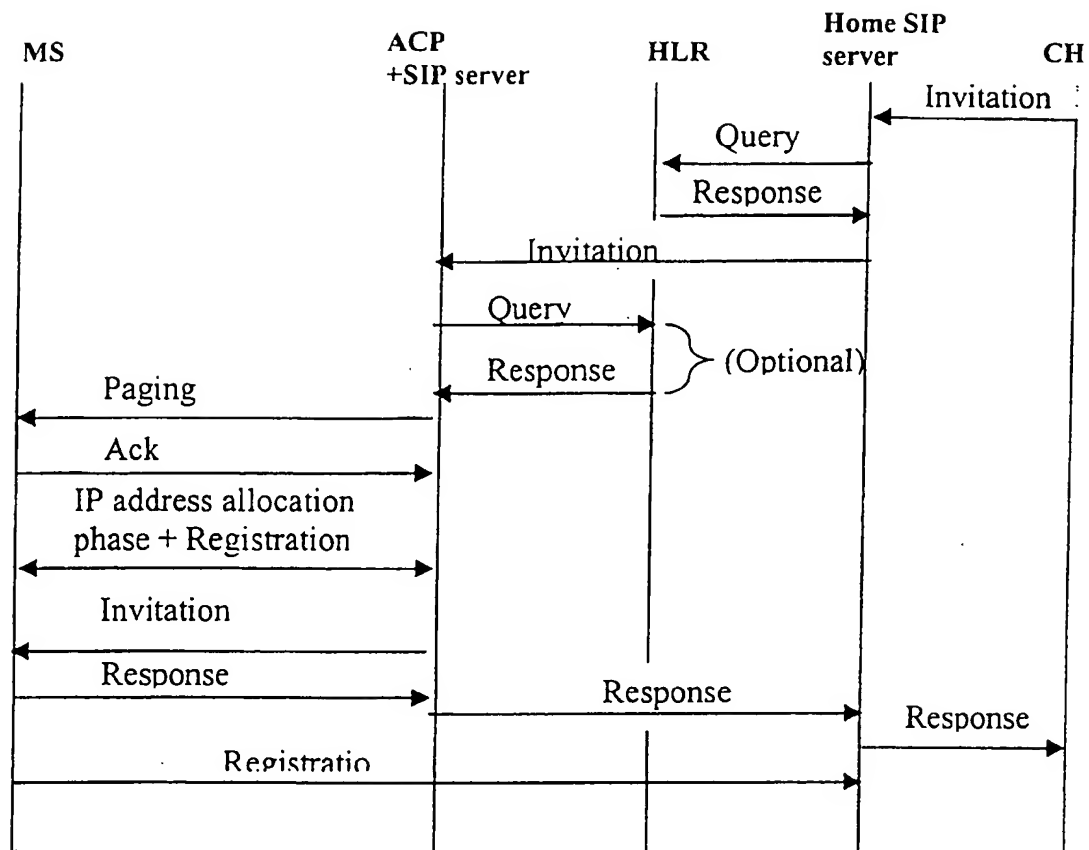 MS
ACP
+SIP server
HLR
Home SIP
server
CH
Invitation
Query
Response
Invitation
Query
(Optional)
Response
Paging
Ack
IP address allocation
phase + Registration
Invitation
Response
Response
Response
Registratio